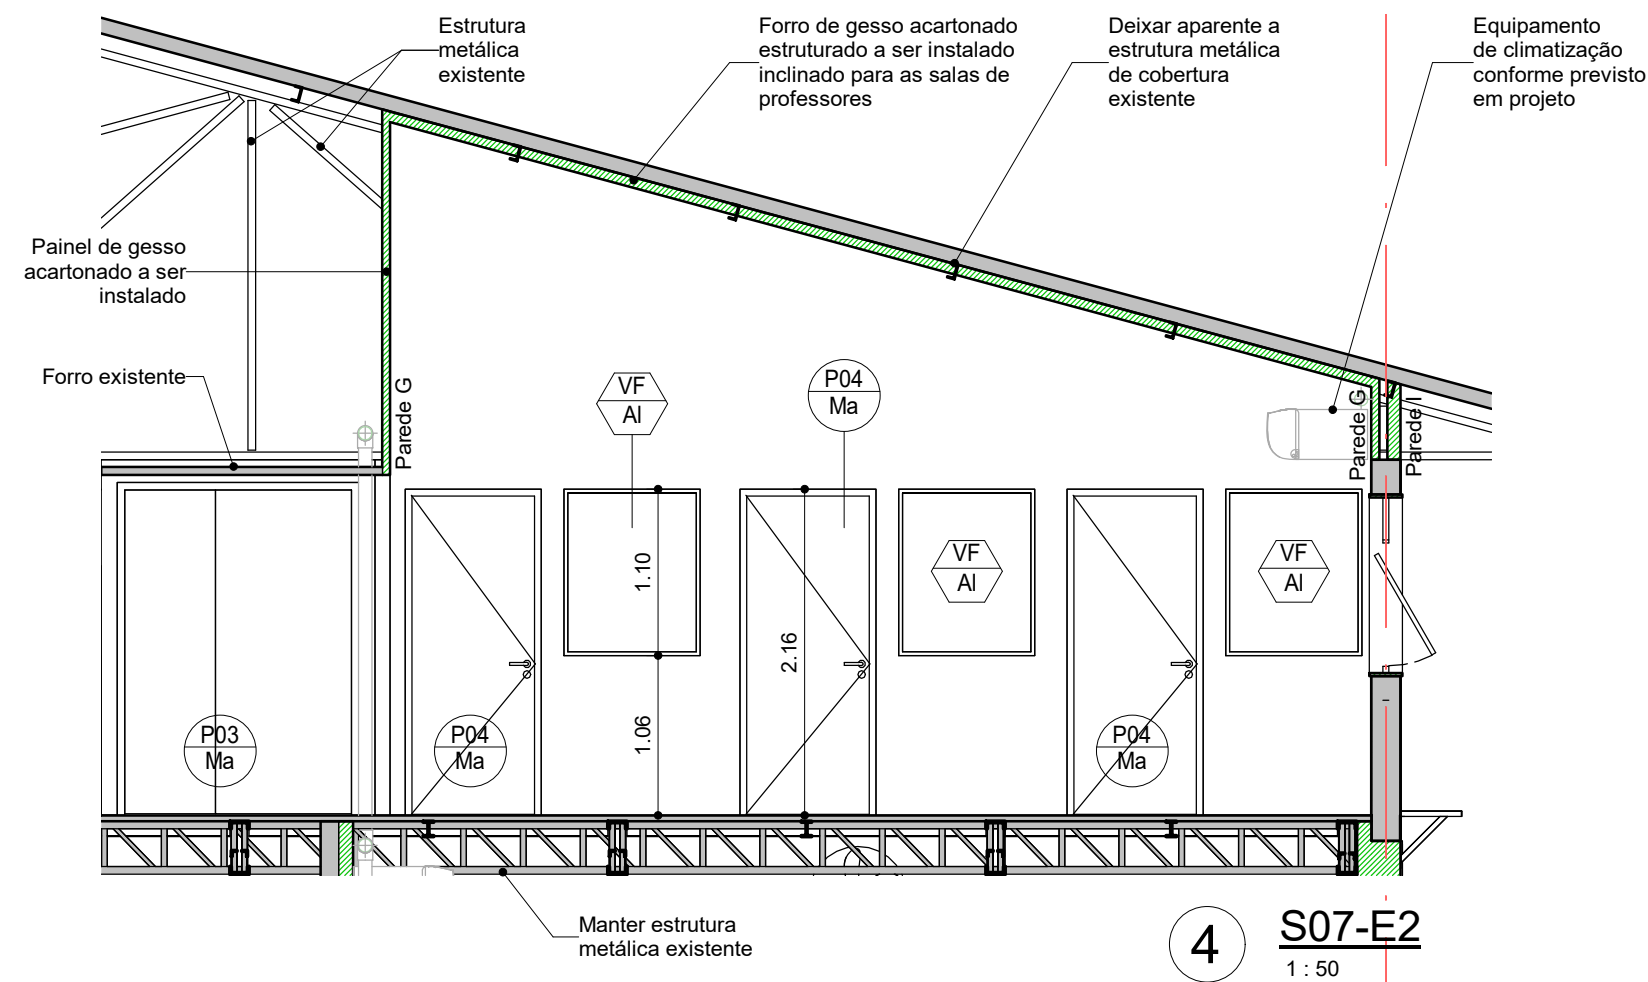 Estrutura
metálica
existente
Forro de gesso acartonado
estruturado a ser instalado
inclinado para as salas de
professores
Deixar aparente a
estrutura metálica
de cobertura
existente
Equipamento
de climatização
conforme previsto
em projeto
Painel de gesso
acartonado a ser
instalado
Forro existente
Parede G
VF
Al
P04
Ma
Parede G
Parede I
1.10
VF
Al
VF
Al
2.16
1.06
P03
Ma
P04
Ma
P04
Ma
Manter estrutura
metálica existente
4
S07-E2
1 : 50